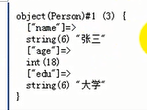 object(Person)#1 (3) {
["name"]=>
string(6) "张三"
["age"]=>
int(18)
["edu"]=>
string(6) "大学"
}